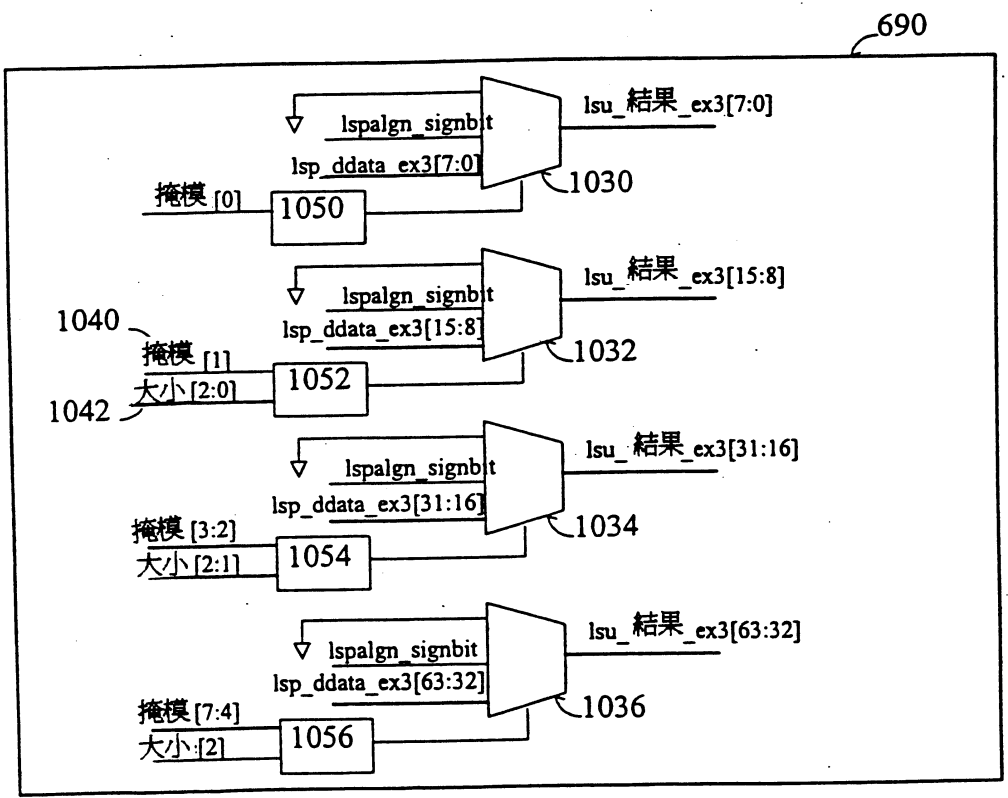 690
lspalgn_signbit
lsu_結果_ex3[7:0]
lsp_ddata_ex3[7:0]
1030
掩模[0]
1050
lspalgn_signbit
lsu_結果_ex3[15:8]
lsp_ddata_ex3[15:8]
1032
1040
掩模[1]
大小[2:0]
1052
1042
lspalgn_signbit
lsu_結果_ex3[31:16]
lsp_ddata_ex3[31:16]
1034
掩模[3:2]
大小[2:1]
1054
lspalgn_signbit
lsu_結果_ex3[63:32]
lsp_ddata_ex3[63:32]
1036
掩模[7:4]
大小[2]
1056